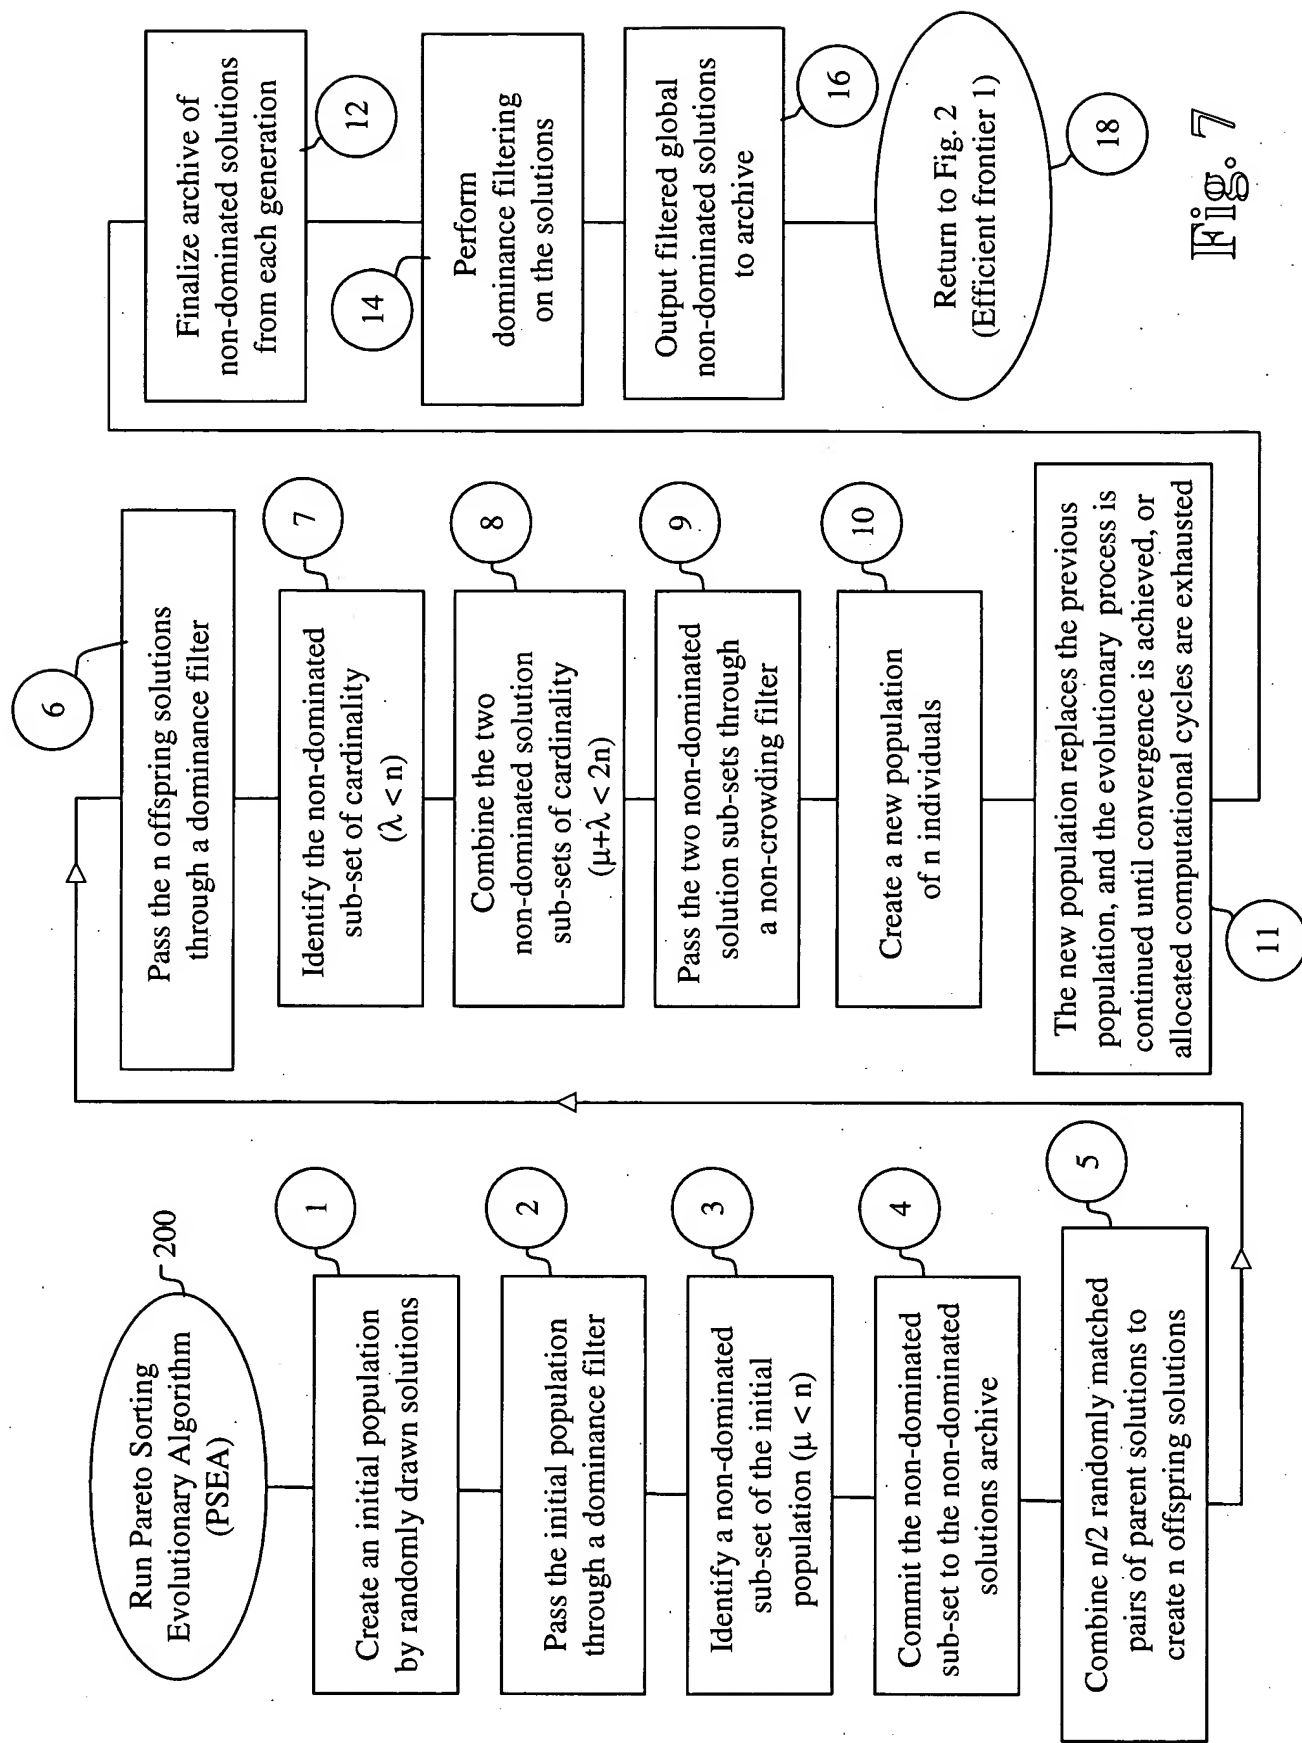 Run Pareto Sorting
Evolutionary Algorithm
(PSEA)
200
Create an initial population
by randomly drawn solutions
1
Pass the initial population
through a dominance filter
2
Identify a non-dominated
sub-set of the initial
population (μ < n)
3
Commit the non-dominated
sub-set to the non-dominated
solutions archive
4
Combine n/2 randomly matched
pairs of parent solutions to
create n offspring solutions
5
Pass the n offspring solutions
through a dominance filter
6
Identify the non-dominated
sub-set of cardinality
(λ < n)
7
Combine the two
non-dominated solution
sub-sets of cardinality
(μ+λ < 2n)
8
Pass the two non-dominated
solution sub-sets through
a non-crowding filter
9
Create a new population
of n individuals
10
The new population replaces the previous
population, and the evolutionary process is
continued until convergence is achieved, or
allocated computational cycles are exhausted
11
Finalize archive of
non-dominated solutions
from each generation
12
Perform
dominance filtering
on the solutions
14
Output filtered global
non-dominated solutions
to archive
16
Return to Fig. 2
(Efficient frontier 1)
18
Fig. 7